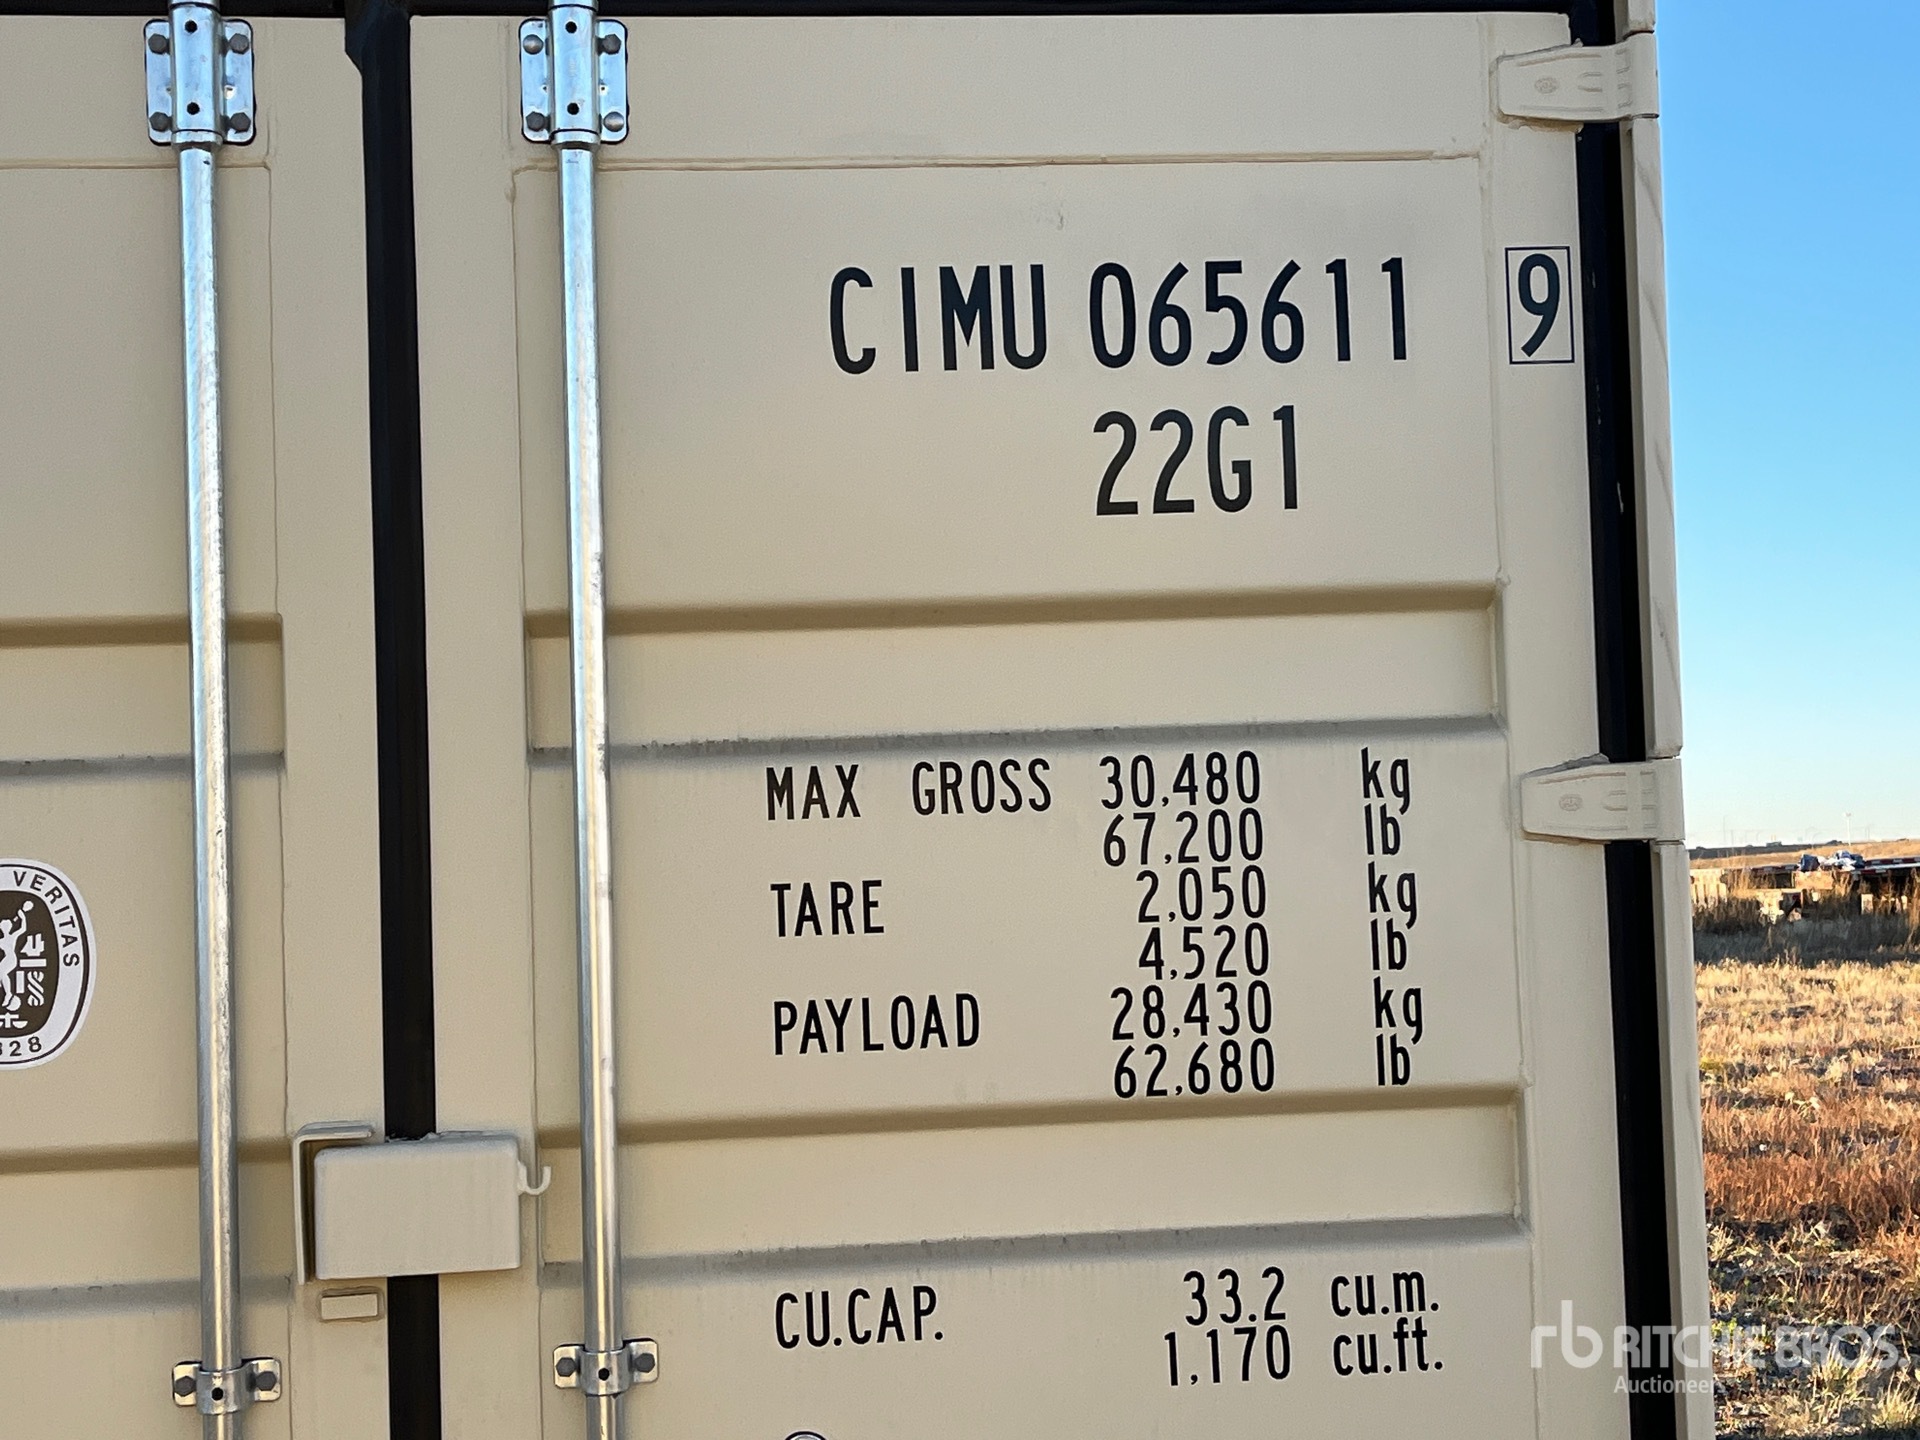 CIMU 065611 9
22G1
MAX GROSS 30,480 kg
67,200 lb
TARE 2,050 kg
4,520 lb
PAYLOAD 28,430 kg
62,680 lb
CU.CAP. 33.2 cu.m.
1,170 cu.ft.
VERITAS
828
rb RITCHIE BROS.
Auctioneers